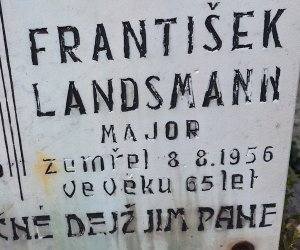 FRANTIŠEK
LANDSMANN
MAJOR
zemřel 8.8.1956
ve věku 65 let
ČNÉ DEJŽ JIM PANE